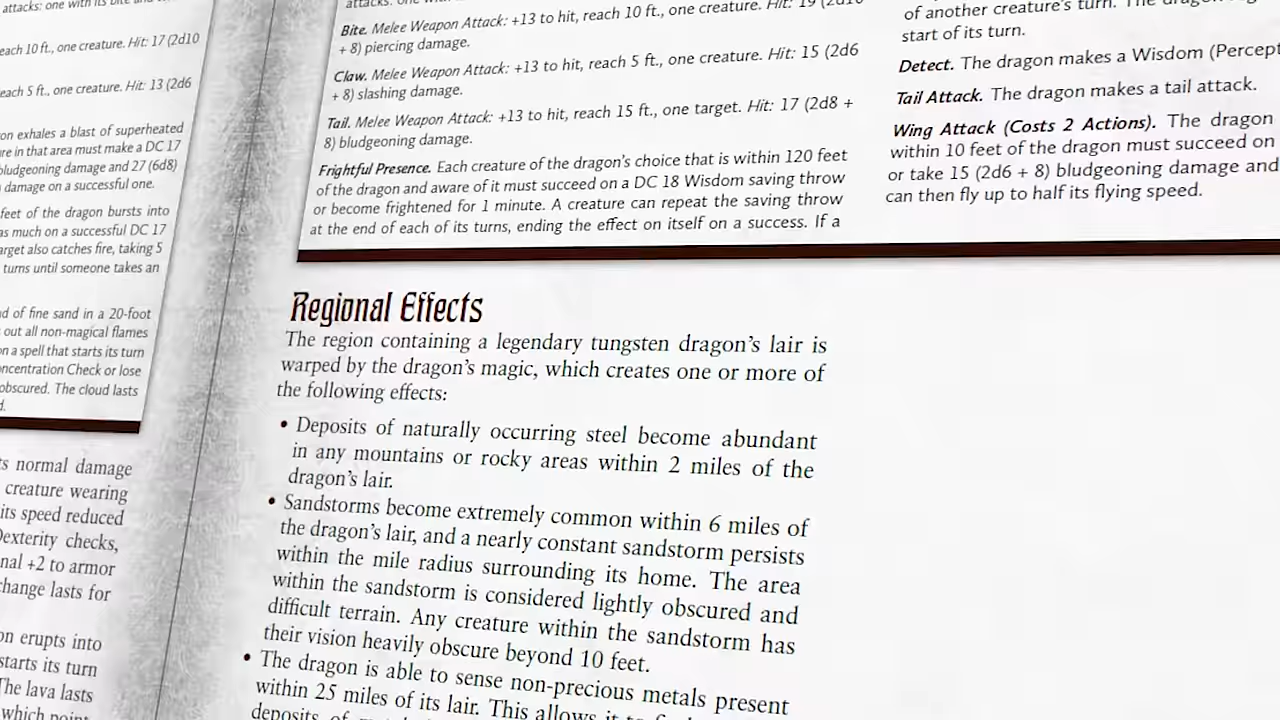 attacks: one with its bite and
each 10 ft., one creature. Hit: 17 (2d10
each 5 ft., one creature. Hit: 13 (2d6
on exhales a blast of superheated
re in that area must make a DC 17
bludgeoning damage and 27 (6d8)
damage on a successful one.
feet of the dragon bursts into
as much on a successful DC 17
arget also catches fire, taking 5
turns until someone takes an
d of fine sand in a 20-foot
out all non-magical flames
on a spell that starts its turn
oncentration Check or lose
obscured. The cloud lasts
d.
ts normal damage
creature wearing
its speed reduced
Dexterity checks,
nal +2 to armor
change lasts for
on erupts into
starts its turn
The lava lasts
which point
attacks: one
Bite. Melee Weapon Attack: +13 to hit, reach 10 ft., one creature. Hit: 19 (2d10
+ 8) piercing damage.
Claw. Melee Weapon Attack: +13 to hit, reach 5 ft., one creature. Hit: 15 (2d6
+ 8) slashing damage.
Tail. Melee Weapon Attack: +13 to hit, reach 15 ft., one target. Hit: 17 (2d8 +
8) bludgeoning damage.
Frightful Presence. Each creature of the dragon's choice that is within 120 feet
of the dragon and aware of it must succeed on a DC 18 Wisdom saving throw
or become frightened for 1 minute. A creature can repeat the saving throw
at the end of each of its turns, ending the effect on itself on a success. If a
of another creature's turn. The dragon
start of its turn.
Detect. The dragon makes a Wisdom (Percept
Tail Attack. The dragon makes a tail attack.
Wing Attack (Costs 2 Actions). The dragon
within 10 feet of the dragon must succeed on
or take 15 (2d6 + 8) bludgeoning damage and
can then fly up to half its flying speed.
Regional Effects
The region containing a legendary tungsten dragon's lair is
warped by the dragon's magic, which creates one or more of
the following effects:
• Deposits of naturally occurring steel become abundant
in any mountains or rocky areas within 2 miles of the
dragon's lair.
• Sandstorms become extremely common within 6 miles of
the dragon's lair, and a nearly constant sandstorm persists
within the mile radius surrounding its home. The area
within the sandstorm is considered lightly obscured and
difficult terrain. Any creature within the sandstorm has
their vision heavily obscure beyond 10 feet.
• The dragon is able to sense non-precious metals present
within 25 miles of its lair. This allows it to
deposits of